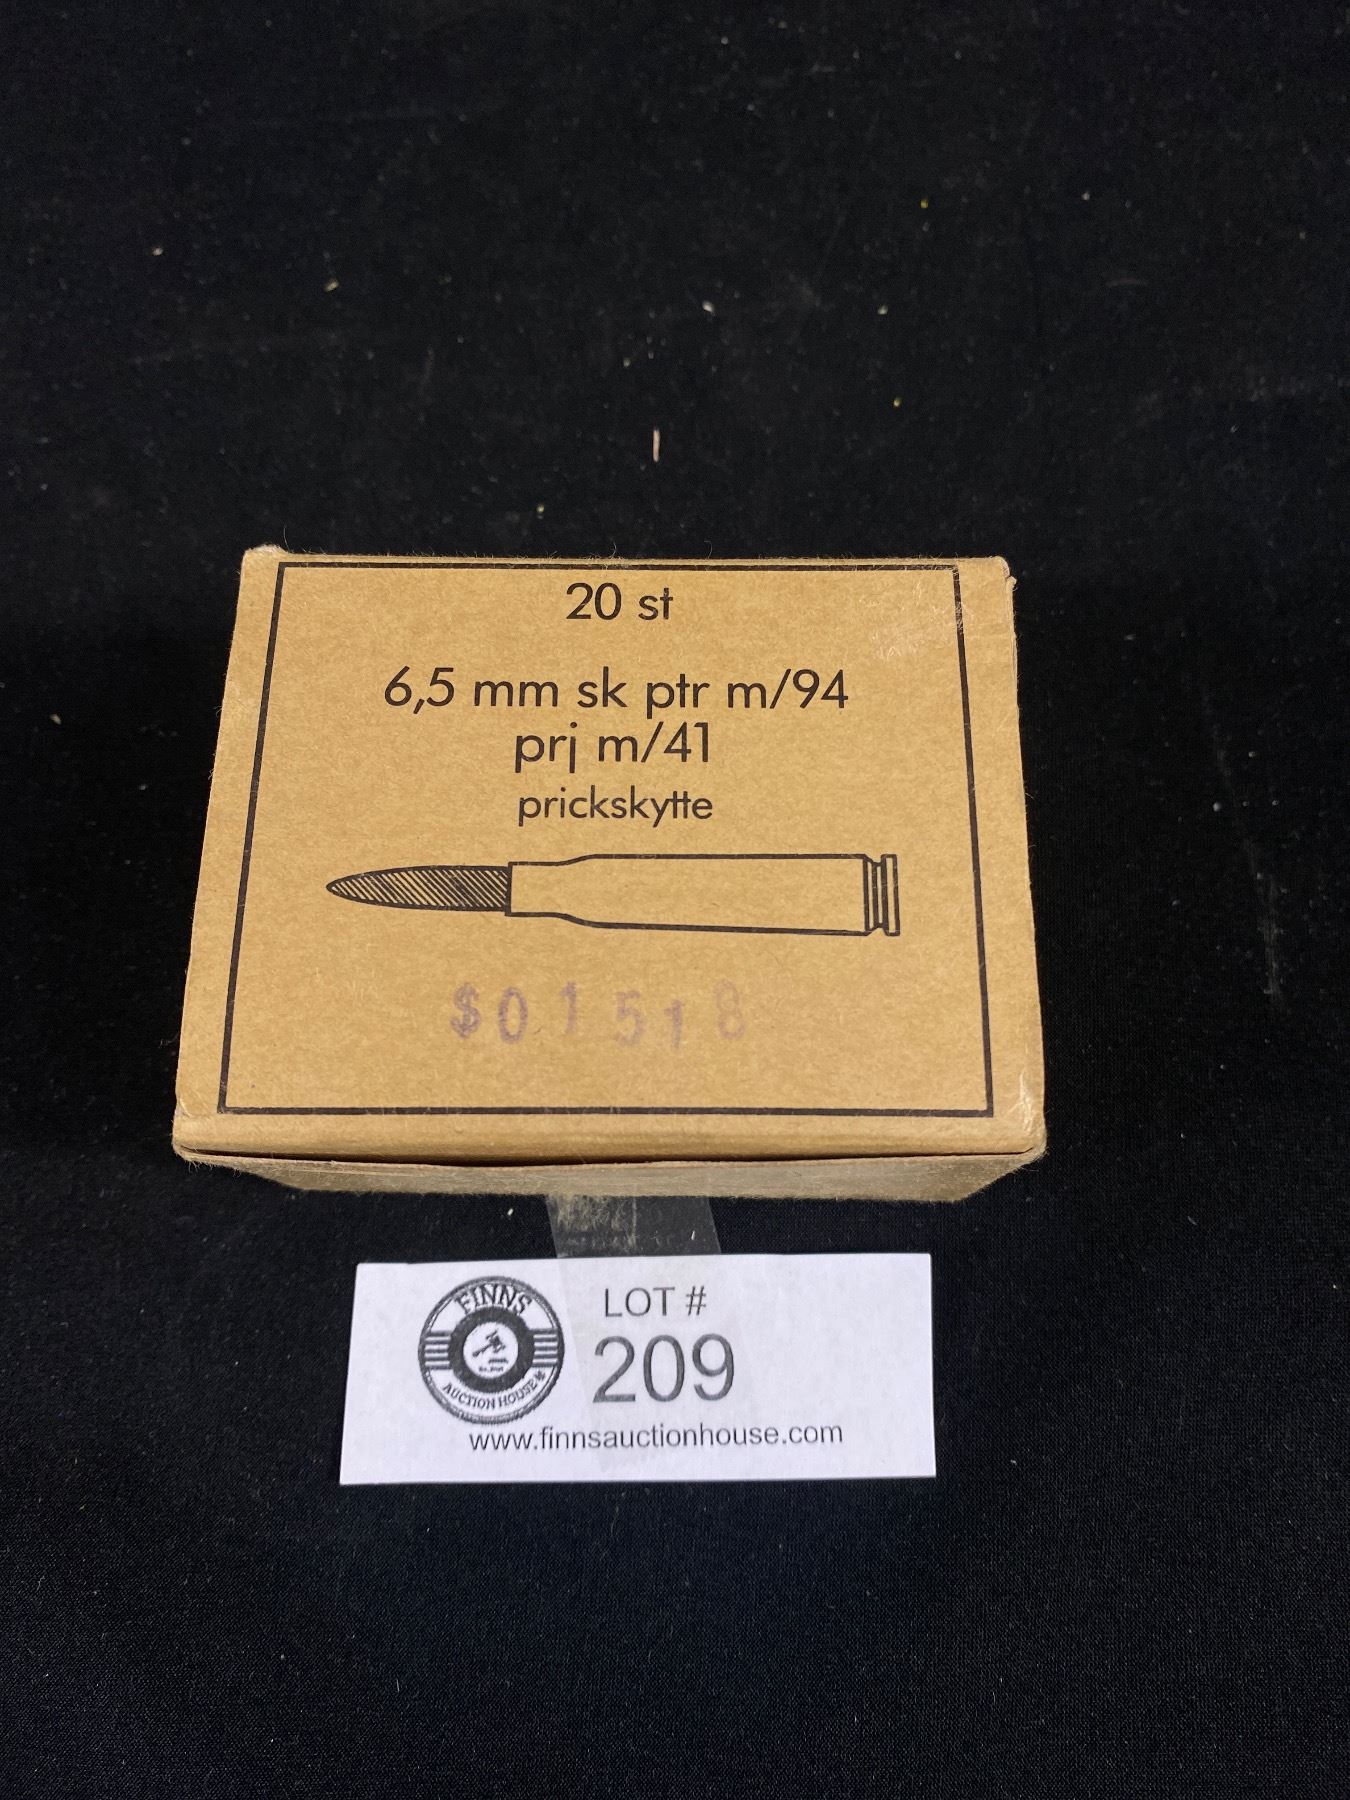 20 st
6,5 mm sk ptr m/94
prj m/41
prickskytte
$01518
FINNS
AUCTION HOUSE
LOT #
209
www.finnsauctionhouse.com